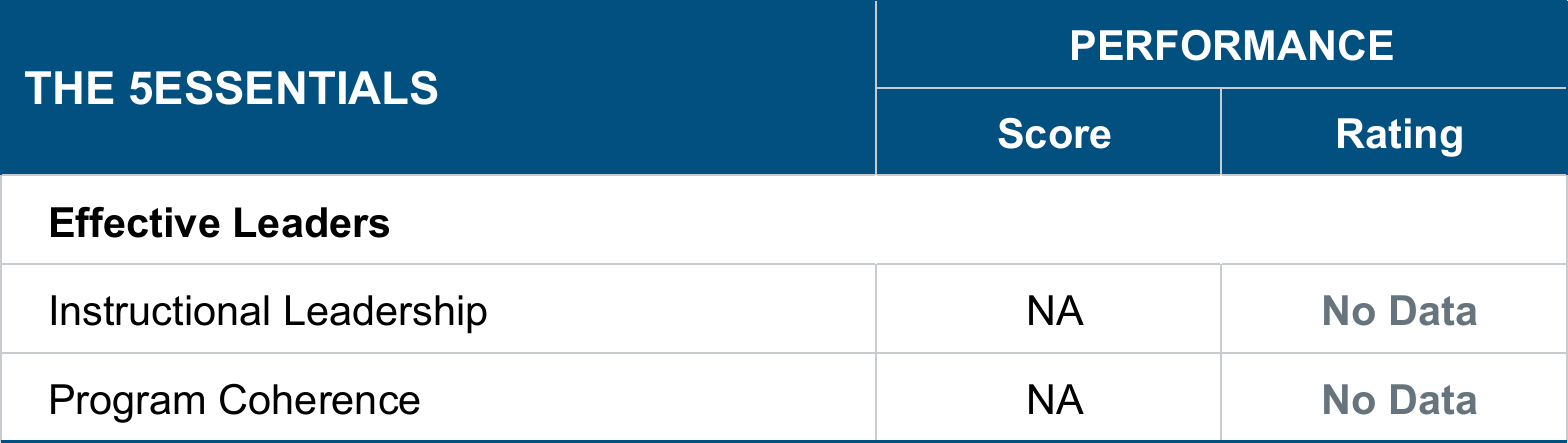 THE 5ESSENTIALS
PERFORMANCE
Score Rating
Effective Leaders
Instructional Leadership NA No Data
Program Coherence NA No Data